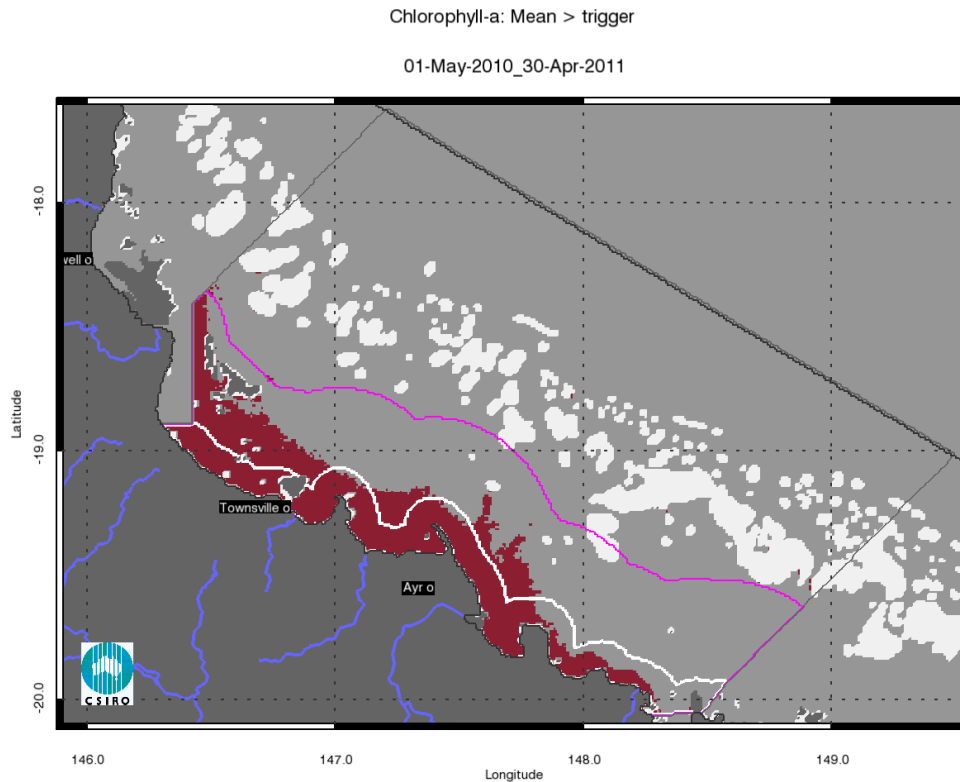 Chlorophyll-a: Mean > trigger
01-May-2010_30-Apr-2011
-18.0
well o
Latitude
-19.0
Townsville o
Ayr o
CSIRO
-20.0
146.0 147.0 148.0 149.0
Longitude